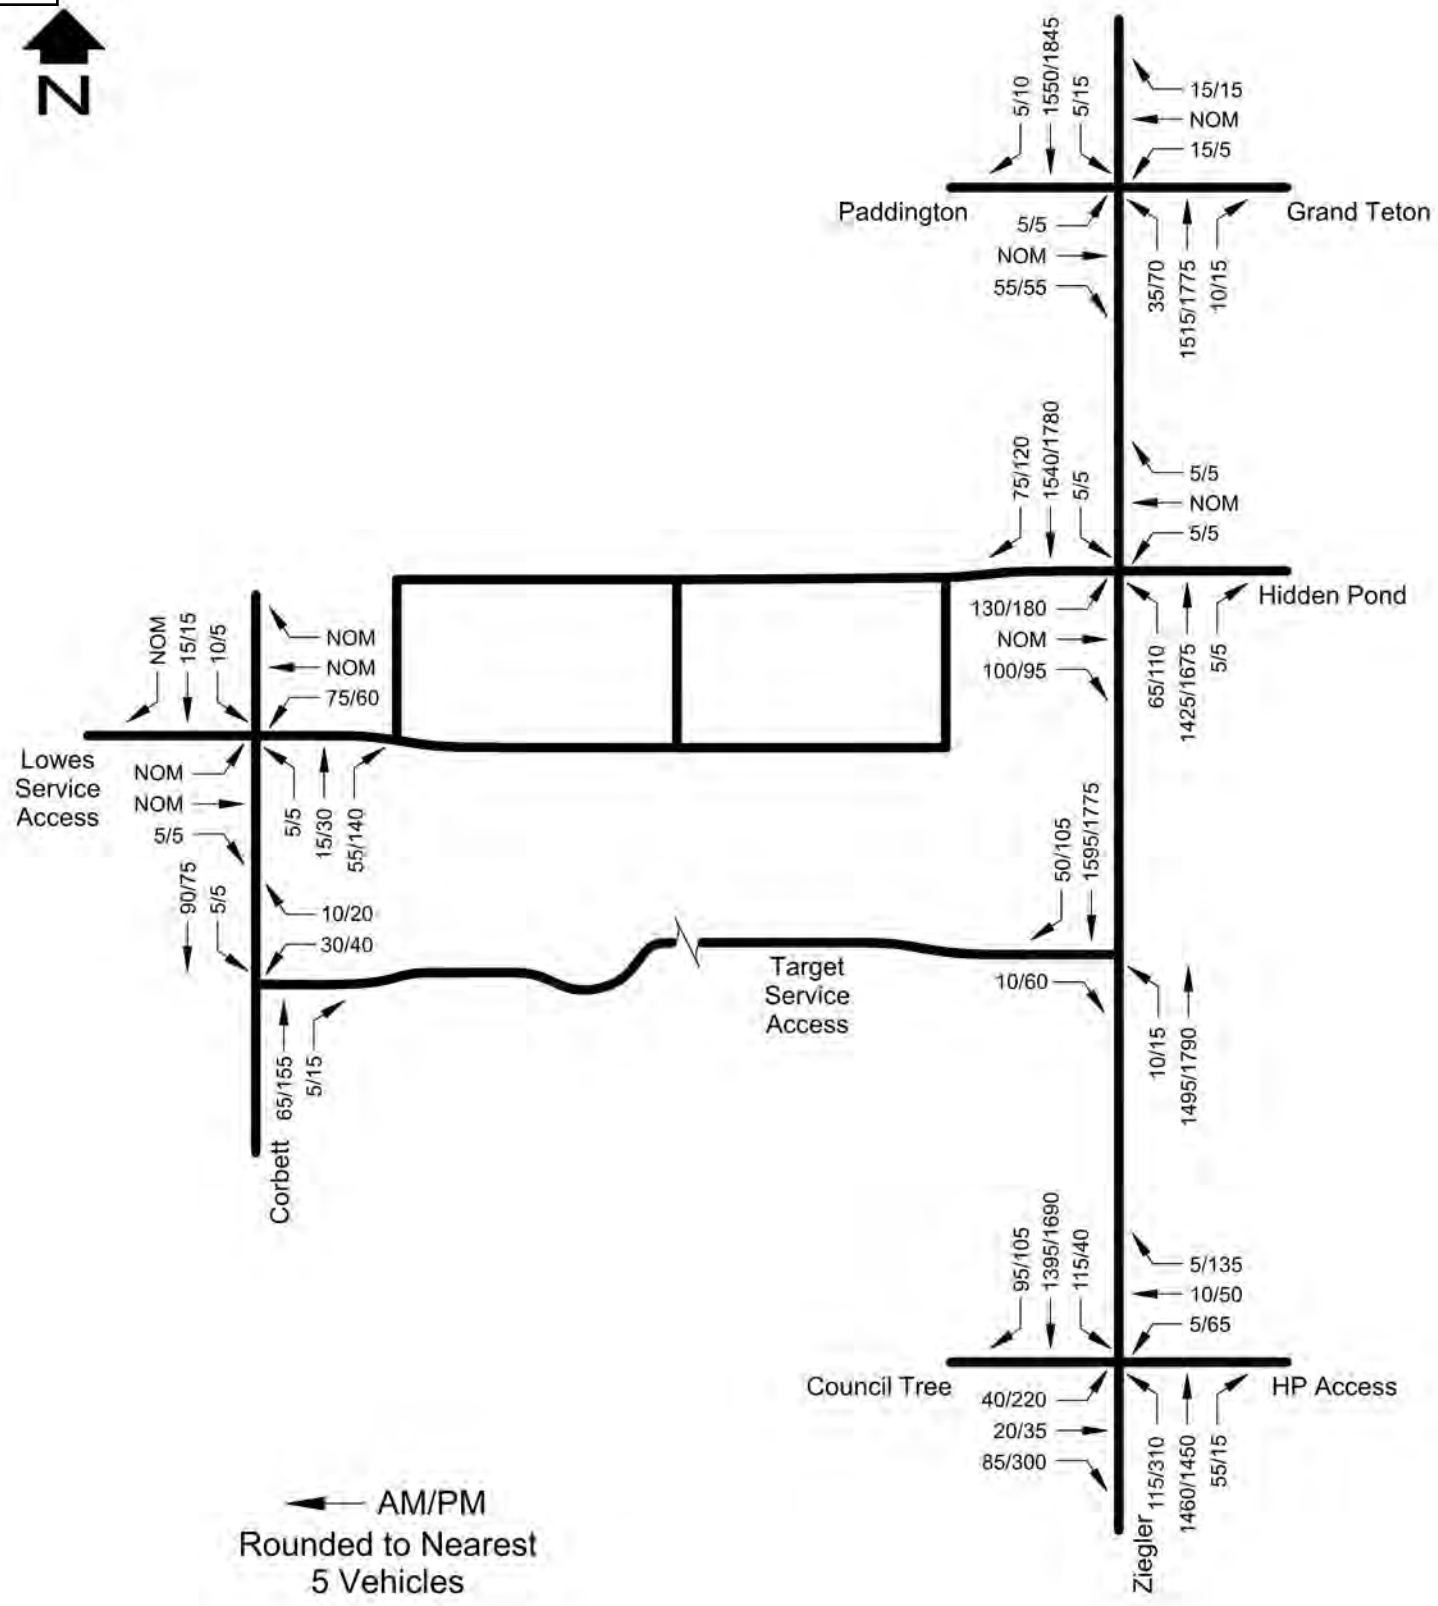 N
5/10
1550/1845
5/15
15/15
NOM
15/5
Paddington
Grand Teton
5/5
NOM
55/55
35/70
1515/1775
10/15
75/120
1540/1780
5/5
5/5
NOM
5/5
Hidden Pond
130/180
NOM
100/95
65/110
1425/1675
5/5
NOM
15/15
10/5
NOM
NOM
75/60
Lowes
Service
Access
NOM
NOM
5/5
5/5
15/30
55/140
90/75
5/5
10/20
30/40
65/155
5/15
Corbett
50/105
1595/1775
Target
Service
Access
10/60
10/15
1495/1790
95/105
1395/1690
115/40
5/135
10/50
5/65
Council Tree
HP Access
40/220
20/35
85/300
115/310
1460/1450
55/15
Ziegler
AM/PM
Rounded to Nearest
5 Vehicles